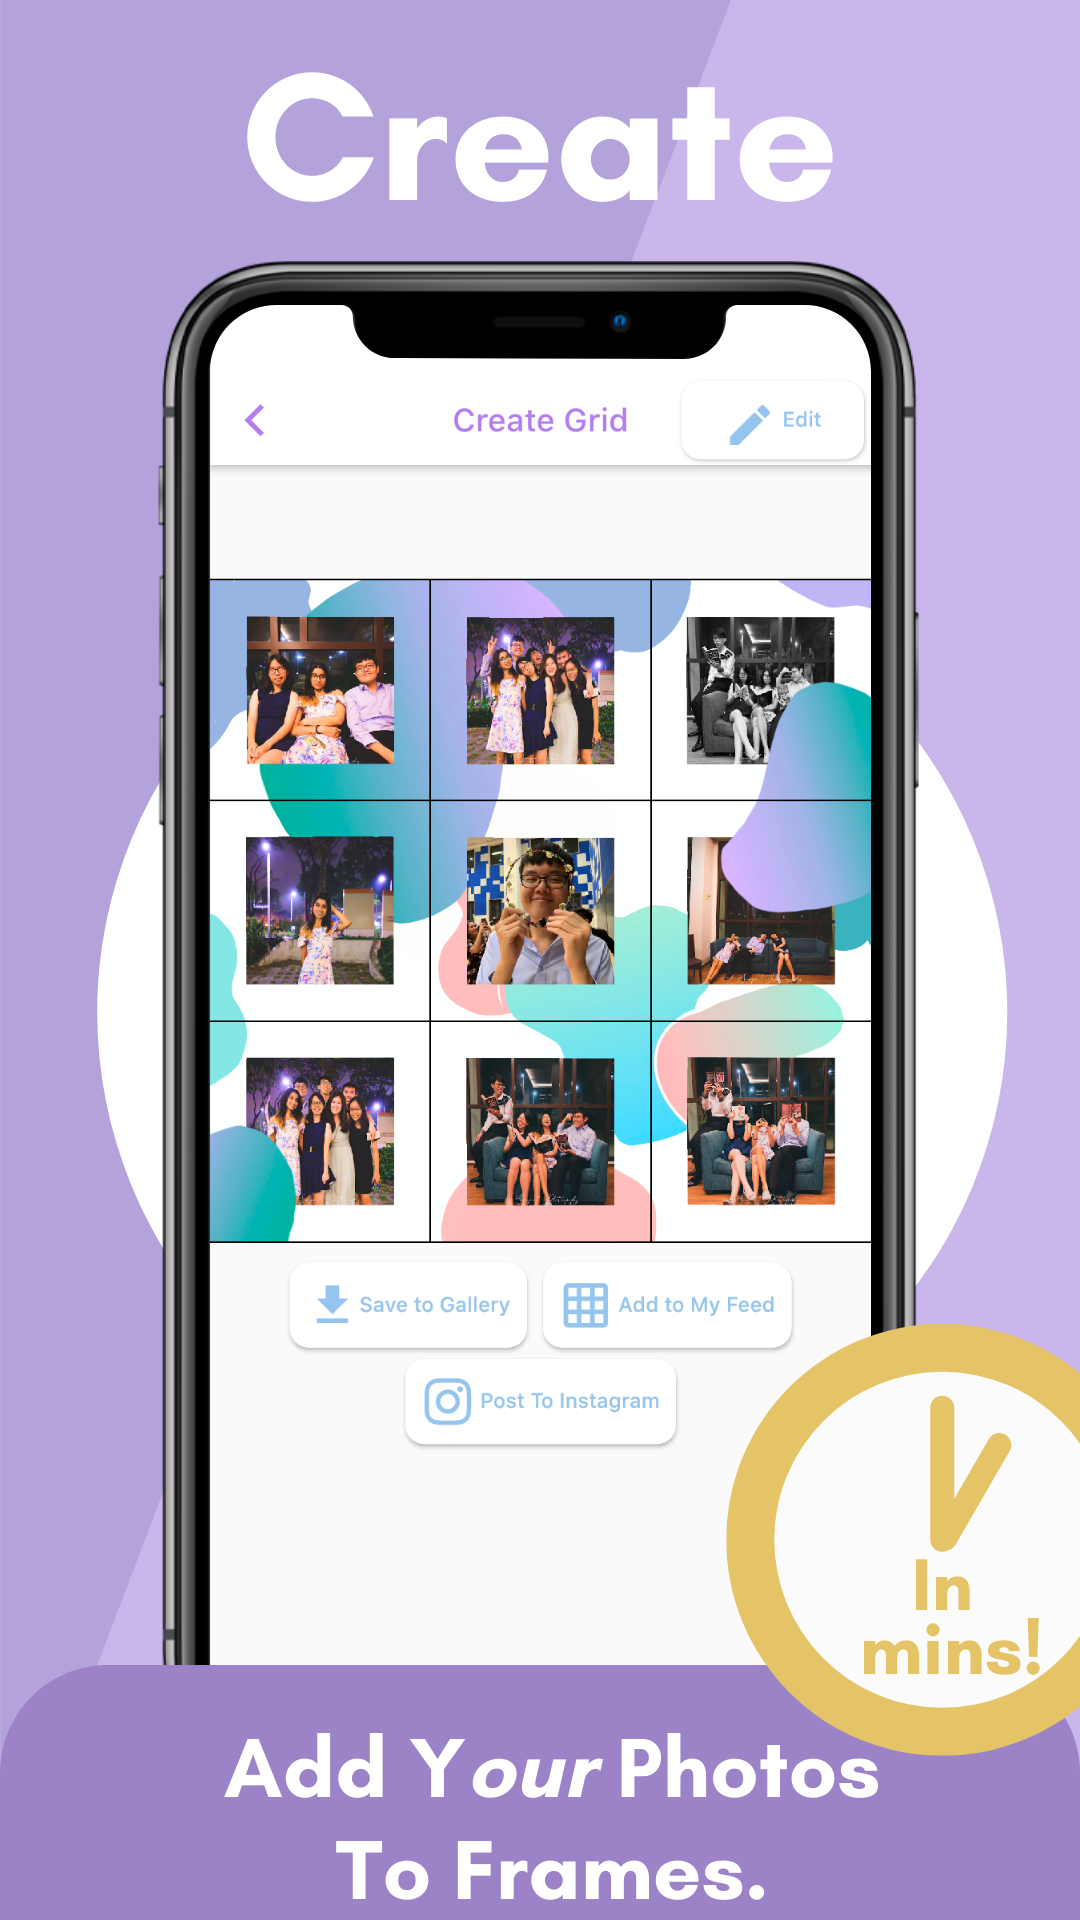 Create
Create Grid
Edit
Save to Gallery
Add to My Feed
Post To Instagram
In
mins!
Add Your Photos
To Frames.